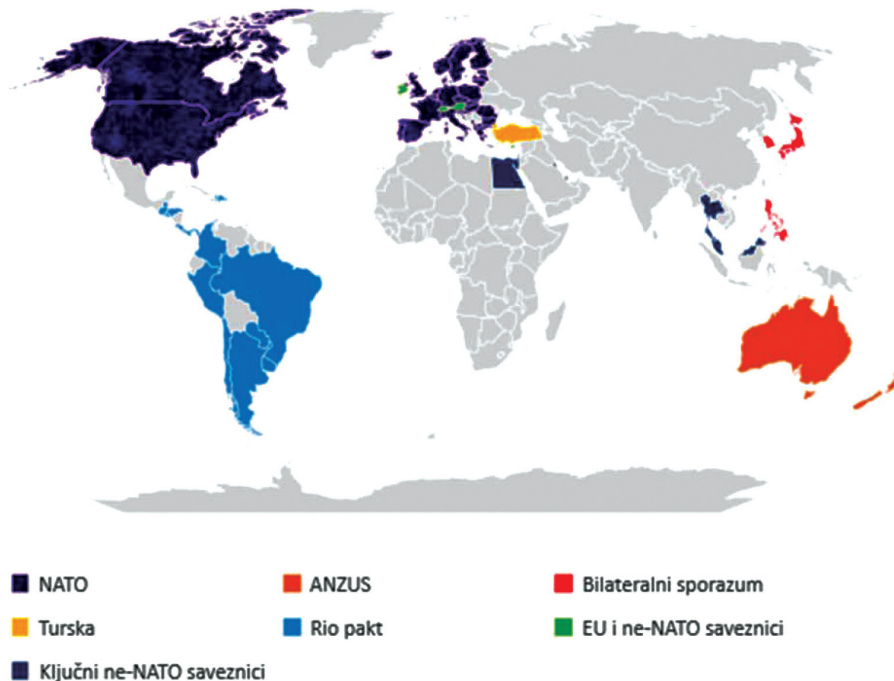 NATO
ANZUS
Bilateralni sporazum
Turska
Rio pakt
EU i ne-NATO saveznici
Ključni ne-NATO saveznici